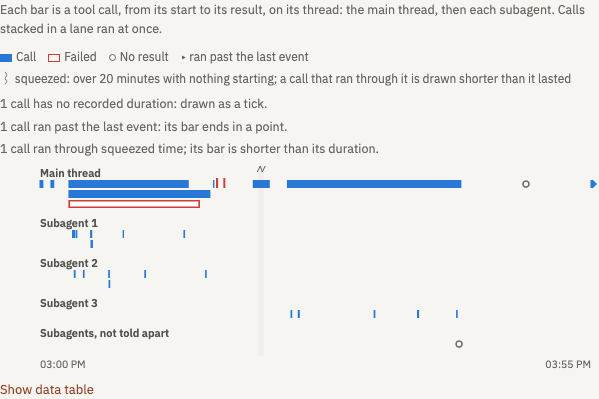 Each bar is a tool call, from its start to its result, on its thread: the main thread, then each subagent. Calls
stacked in a lane ran at once.
Call Failed No result ran past the last event
squeezed: over 20 minutes with nothing starting; a call that ran through it is drawn shorter than it lasted
1 call has no recorded duration: drawn as a tick.
1 call ran past the last event: its bar ends in a point.
1 call ran through squeezed time; its bar is shorter than its duration.
Main thread
Subagent 1
Subagent 2
Subagent 3
Subagents, not told apart
03:00 PM 03:55 PM
Show data table